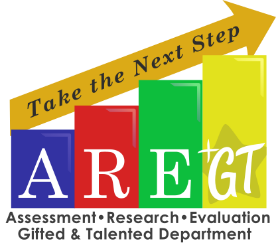 Take the Next Step
ARE+GT
Assessment•Research•Evaluation
Gifted & Talented Department